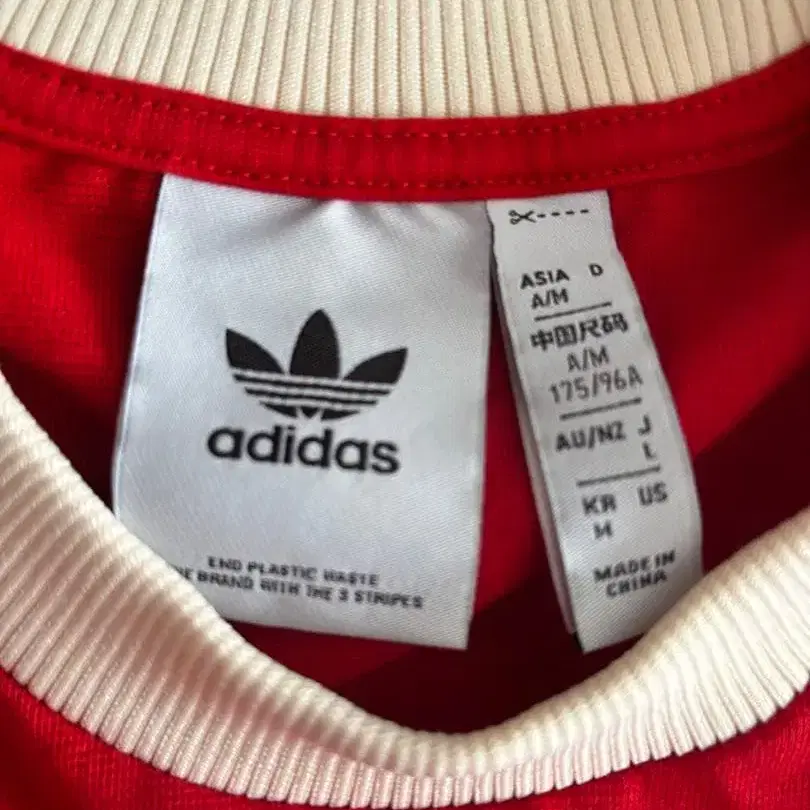 adidas
END PLASTIC WASTE
BRAND WITH THE 3 STRIPES
ASIA D
A/M
中国尺码
A/M
175/96A
AU/NZ J
L
KR US
M
MADE IN
CHINA